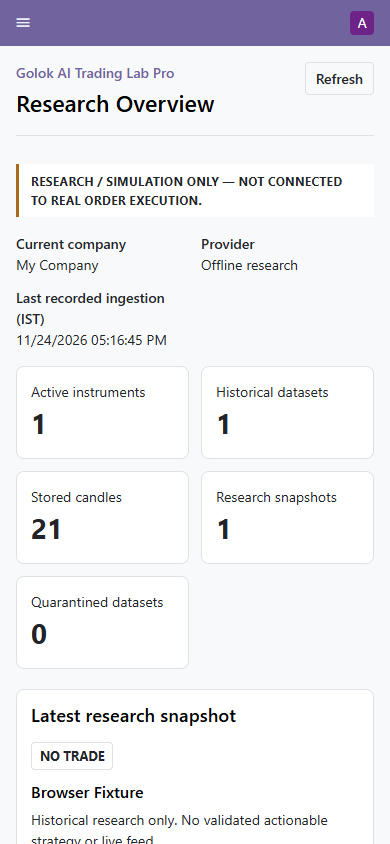 A
Golok AI Trading Lab Pro
Research Overview
Refresh
RESEARCH / SIMULATION ONLY — NOT CONNECTED
TO REAL ORDER EXECUTION.
Current company
My Company
Provider
Offline research
Last recorded ingestion
(IST)
11/24/2026 05:16:45 PM
Active instruments
1
Historical datasets
1
Stored candles
21
Research snapshots
1
Quarantined datasets
0
Latest research snapshot
NO TRADE
Browser Fixture
Historical research only. No validated actionable
strategy or live feed